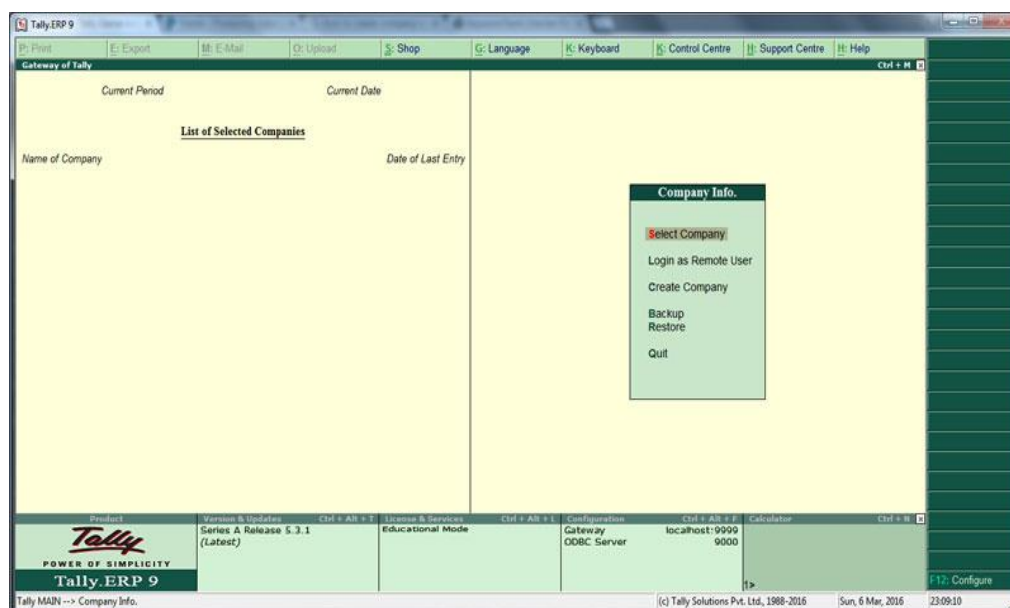 Tally.ERP 9
P: Print E: Export M: E-Mail O: Upload S: Shop G: Language K: Keyboard K: Control Centre H: Support Centre H: Help
Gateway of Tally Ctrl + M
Current Period Current Date
List of Selected Companies
Name of Company Date of Last Entry
Company Info.
Select Company
Login as Remote User
Create Company
Backup
Restore
Quit
Product Version & Updates Ctrl + Alt + T License & Services Ctrl + Alt + L Configuration Ctrl + Alt + F Calculator Ctrl + N
Tally
POWER OF SIMPLICITY
Tally.ERP 9
Series A Release 5.3.1
(Latest)
Educational Mode
Gateway localhost:9999
ODBC Server 9000
1>
F12: Configure
Tally MAIN --> Company Info. (c) Tally Solutions Pvt. Ltd., 1988-2016 Sun, 6 Mar, 2016 23:09:10